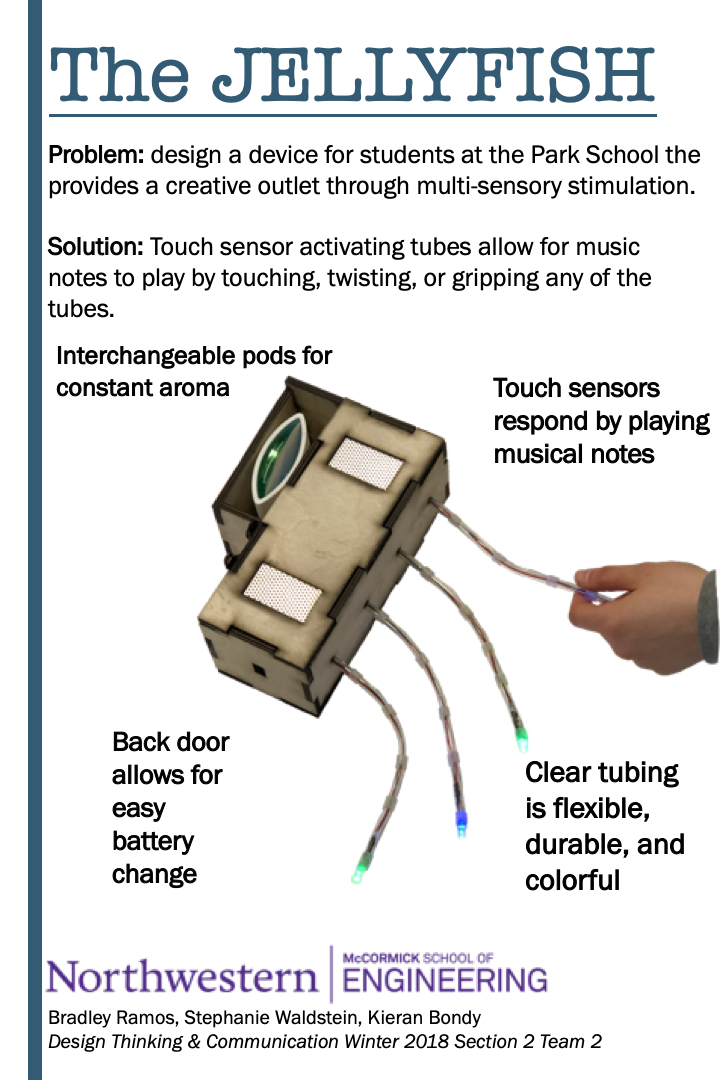 The JELLYFISH
Problem: design a device for students at the Park School the
provides a creative outlet through multi-sensory stimulation.
Solution: Touch sensor activating tubes allow for music
notes to play by touching, twisting, or gripping any of the
tubes.
Interchangeable pods for
constant aroma
Touch sensors
respond by playing
musical notes
Back door
allows for
easy
battery
change
Clear tubing
is flexible,
durable, and
colorful
Northwestern
McCORMICK SCHOOL OF
ENGINEERING
Bradley Ramos, Stephanie Waldstein, Kieran Bondy
Design Thinking & Communication Winter 2018 Section 2 Team 2